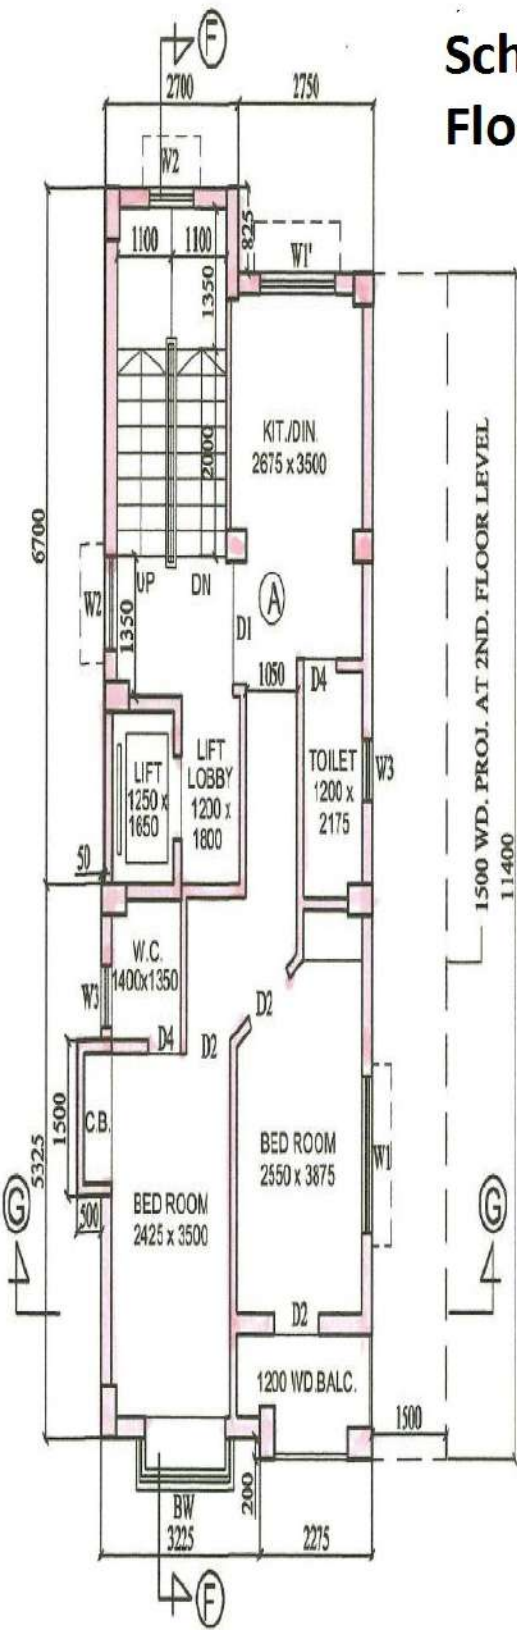 Sch
Flo
F
2700
2750
W2
825
1100
1100
W1'
1350
KIT./DIN.
2675 x 3500
2000
6700
UP
DN
A
W2
1350
D1
1050
D4
LIFT
1250 x
1650
LIFT
LOBBY
1200 x
1800
TOILET
1200 x
2175
W3
1500 WD. PROJ. AT 2ND. FLOOR LEVEL
11400
50
W.C.
1400x1350
W3
D4
D2
D2
1500
C.B.
5325
BED ROOM
2550 x 3875
W1
G
500
BED ROOM
2425 x 3500
G
D2
1200 WD.BALC.
1500
BW
200
3225
2275
F